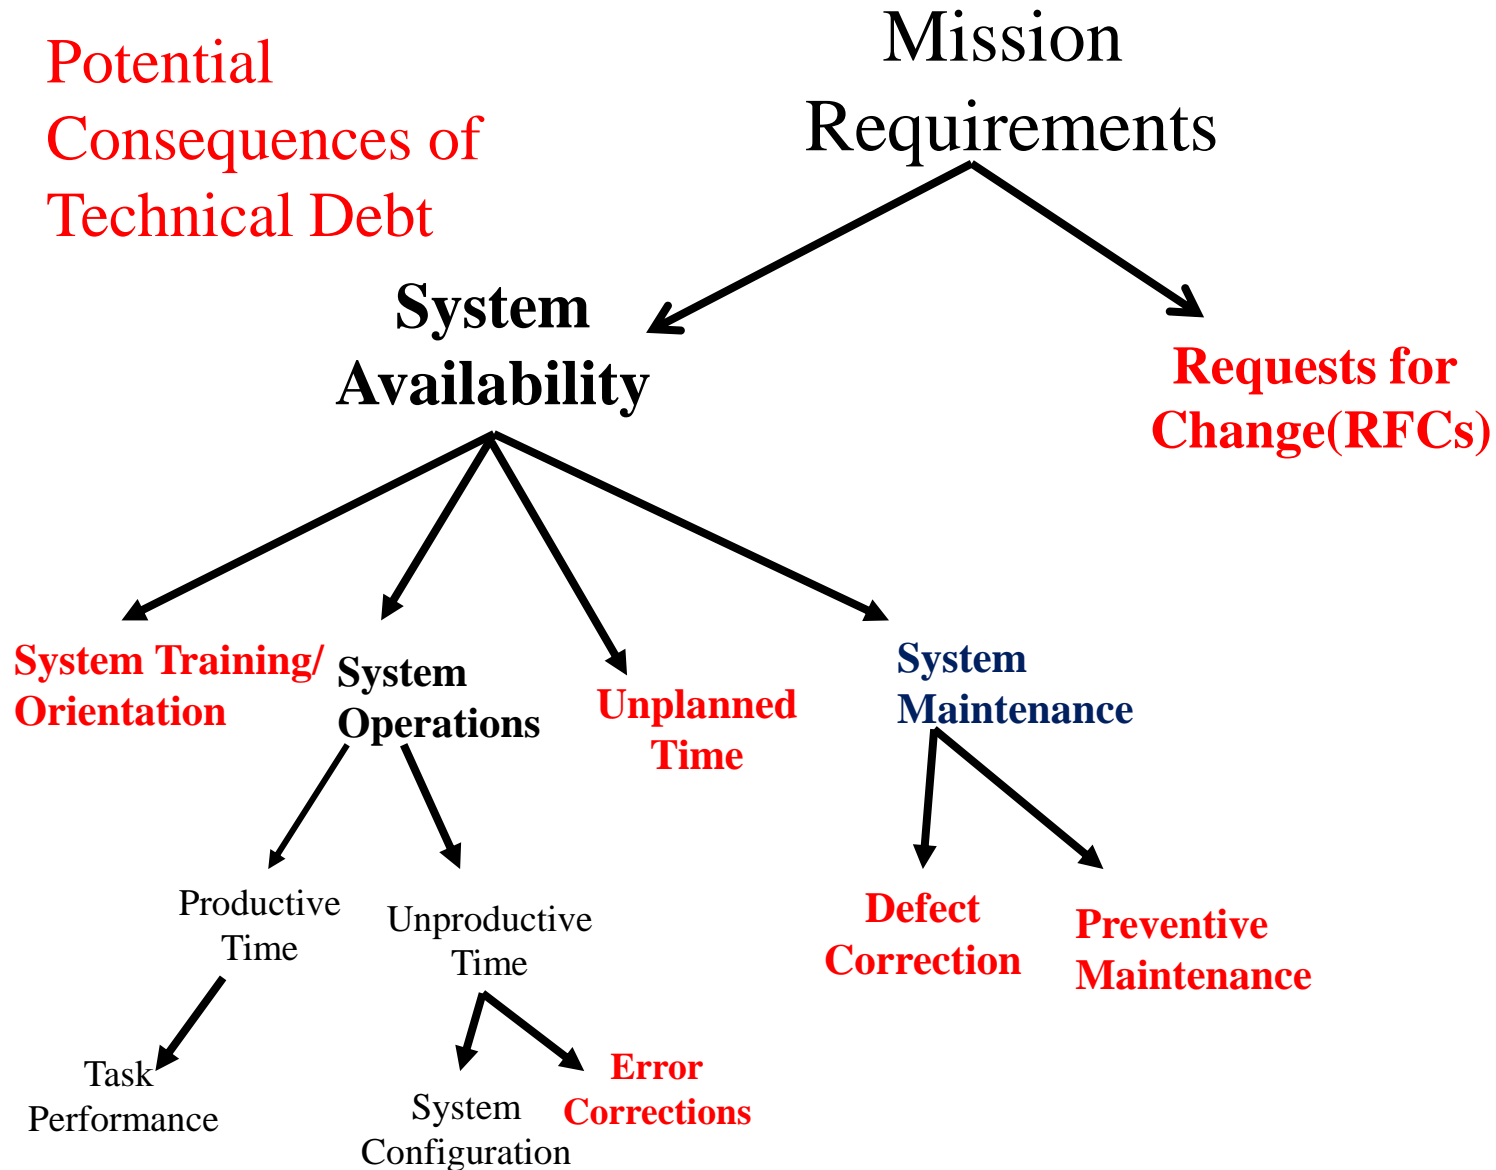 Potential
Consequences of
Technical Debt
Mission
Requirements
System
Availability
Requests for
Change(RFCs)
System Training/
Orientation
System
Operations
Unplanned
Time
System
Maintenance
Productive
Time
Unproductive
Time
Defect
Correction
Preventive
Maintenance
Task
Performance
System
Configuration
Error
Corrections